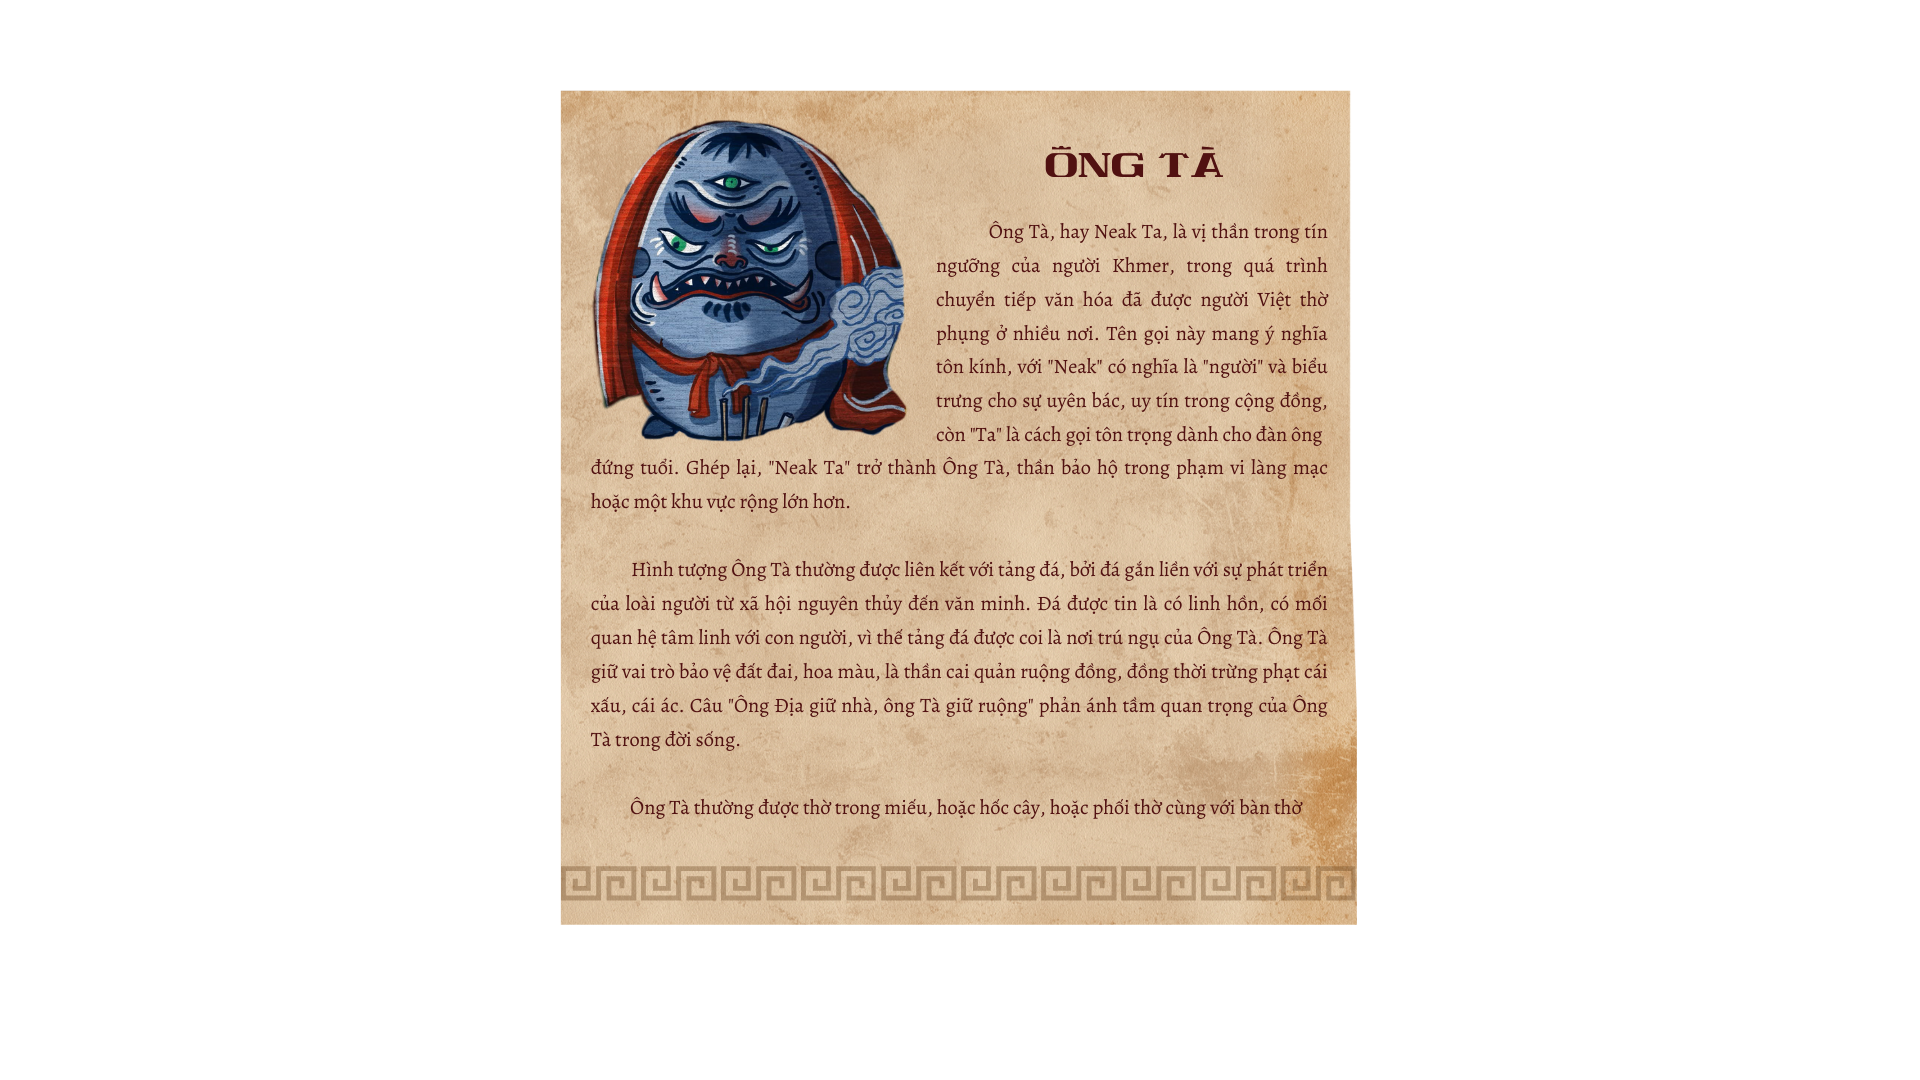 ÔNG TÀ
Ông Tà, hay Neak Ta, là vị thần trong tín
ngưỡng của người Khmer, trong quá trình
chuyển tiếp văn hóa đã được người Việt thờ
phụng ở nhiều nơi. Tên gọi này mang ý nghĩa
tôn kính, với "Neak" có nghĩa là "người" và biểu
trưng cho sự uyên bác, uy tín trong cộng đồng,
còn "Ta" là cách gọi tôn trọng dành cho đàn ông
đứng tuổi. Ghép lại, "Neak Ta" trở thành Ông Tà, thần bảo hộ trong phạm vi làng mạc
hoặc một khu vực rộng lớn hơn.
Hình tượng Ông Tà thường được liên kết với tảng đá, bởi đá gắn liền với sự phát triển
của loài người từ xã hội nguyên thủy đến văn minh. Đá được tin là có linh hồn, có mối
quan hệ tâm linh với con người, vì thế tảng đá được coi là nơi trú ngụ của Ông Tà. Ông Tà
giữ vai trò bảo vệ đất đai, hoa màu, là thần cai quản ruộng đồng, đồng thời trừng phạt cái
xấu, cái ác. Câu "Ông Địa giữ nhà, ông Tà giữ ruộng" phản ánh tầm quan trọng của Ông
Tà trong đời sống.
Ông Tà thường được thờ trong miếu, hoặc hốc cây, hoặc phối thờ cùng với bàn thờ